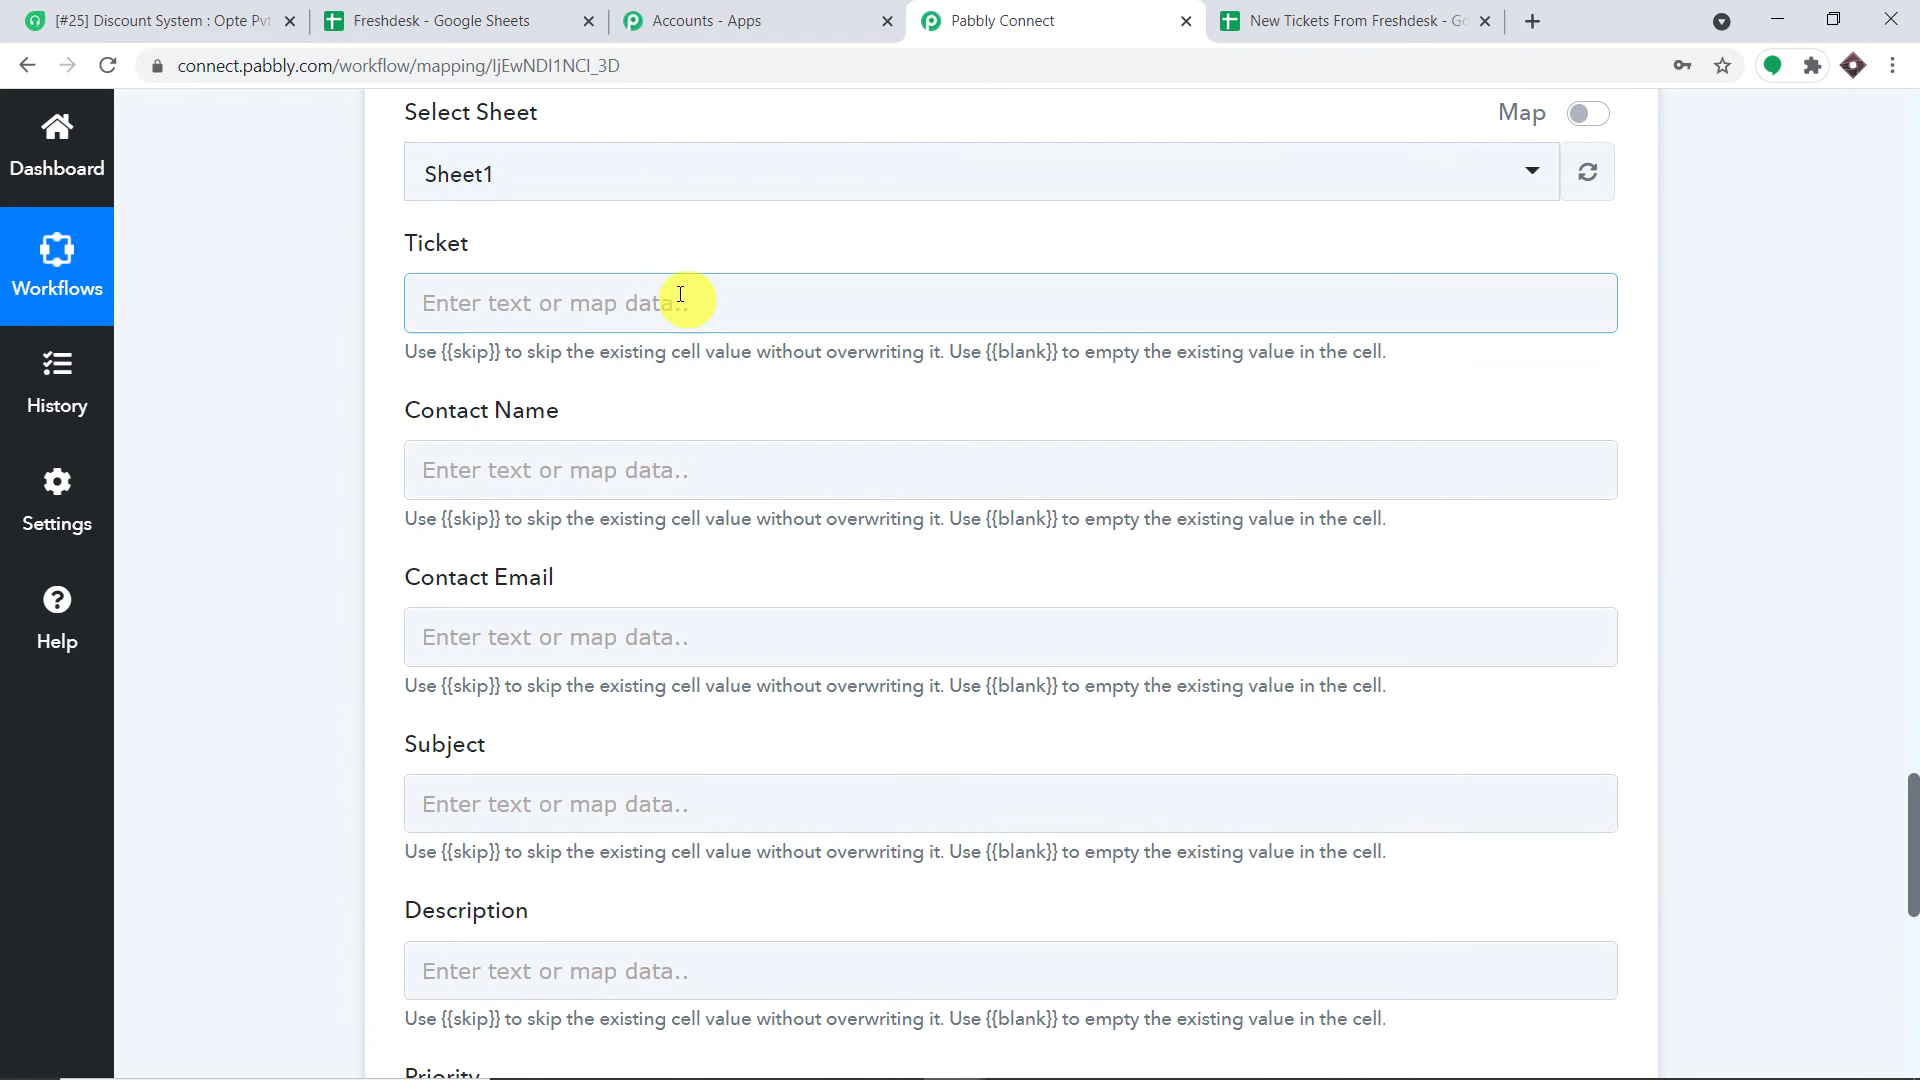 [#25] Discount System : Opte Pvt
Freshdesk - Google Sheets
Accounts - Apps
Pabbly Connect
New Tickets From Freshdesk - Go
connect.pabbly.com/workflow/mapping/IjEwNDI1NCI_3D
Dashboard
Workflows
History
Settings
Help
Select Sheet
Map
Sheet1
Ticket
Enter text or map data..
Use {{skip}} to skip the existing cell value without overwriting it. Use {{blank}} to empty the existing value in the cell.
Contact Name
Enter text or map data..
Use {{skip}} to skip the existing cell value without overwriting it. Use {{blank}} to empty the existing value in the cell.
Contact Email
Enter text or map data..
Use {{skip}} to skip the existing cell value without overwriting it. Use {{blank}} to empty the existing value in the cell.
Subject
Enter text or map data..
Use {{skip}} to skip the existing cell value without overwriting it. Use {{blank}} to empty the existing value in the cell.
Description
Enter text or map data..
Use {{skip}} to skip the existing cell value without overwriting it. Use {{blank}} to empty the existing value in the cell.
Priority